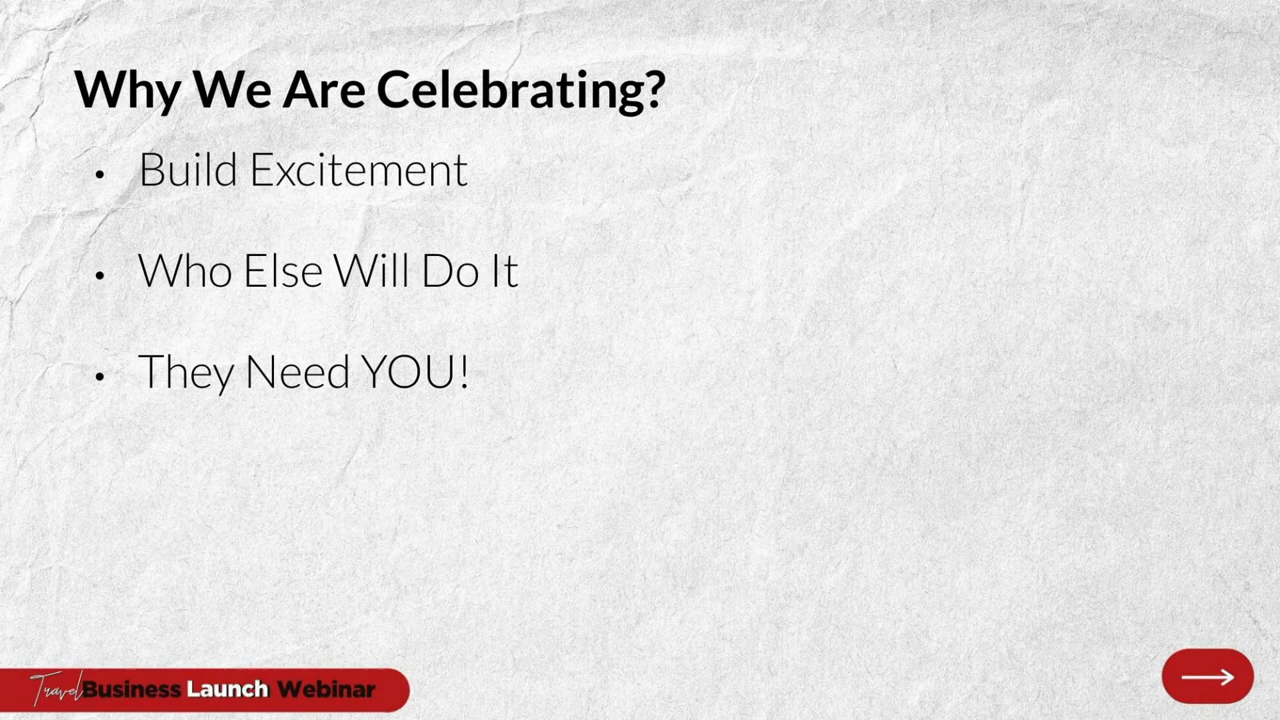 Why We Are Celebrating?
• Build Excitement
• Who Else Will Do It
• They Need YOU!
Travel Business Launch Webinar